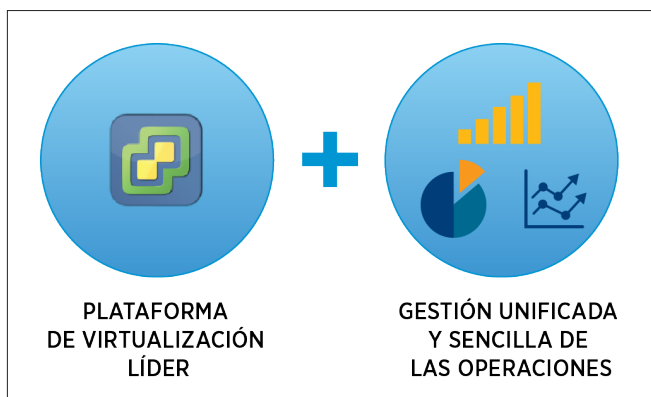 PLATAFORMA
DE VIRTUALIZACIÓN
LÍDER
GESTIÓN UNIFICADA
Y SENCILLA DE
LAS OPERACIONES